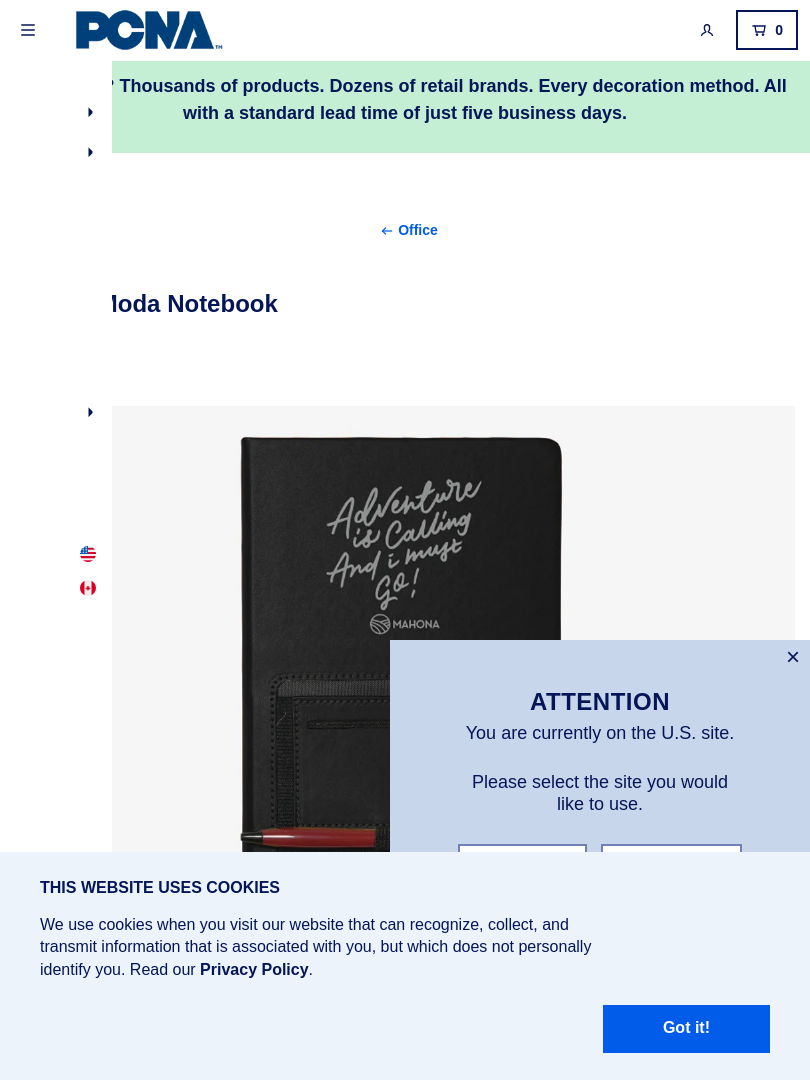 PCNA™
0
? Thousands of products. Dozens of retail brands. Every decoration method. All
with a standard lead time of just five business days.
← Office
Moda Notebook
Adventure
is Calling
And i must
GO!
MAHONA
×
ATTENTION
You are currently on the U.S. site.
Please select the site you would
like to use.
THIS WEBSITE USES COOKIES
We use cookies when you visit our website that can recognize, collect, and
transmit information that is associated with you, but which does not personally
identify you. Read our Privacy Policy.
Got it!